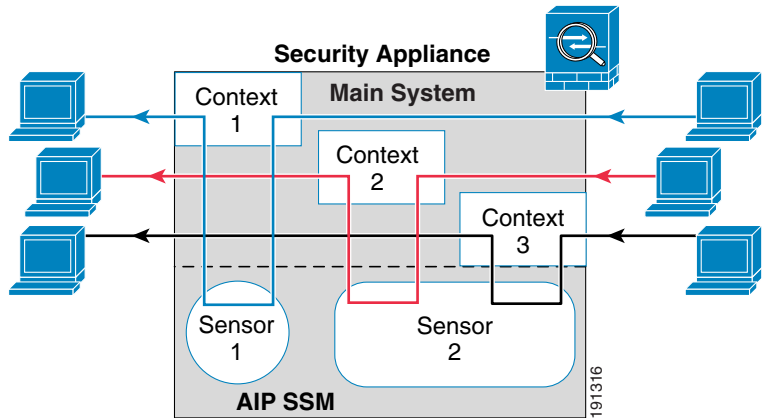 Security Appliance
Main System
Context
1
Context
2
Context
3
Sensor
1
Sensor
2
AIP SSM
191316